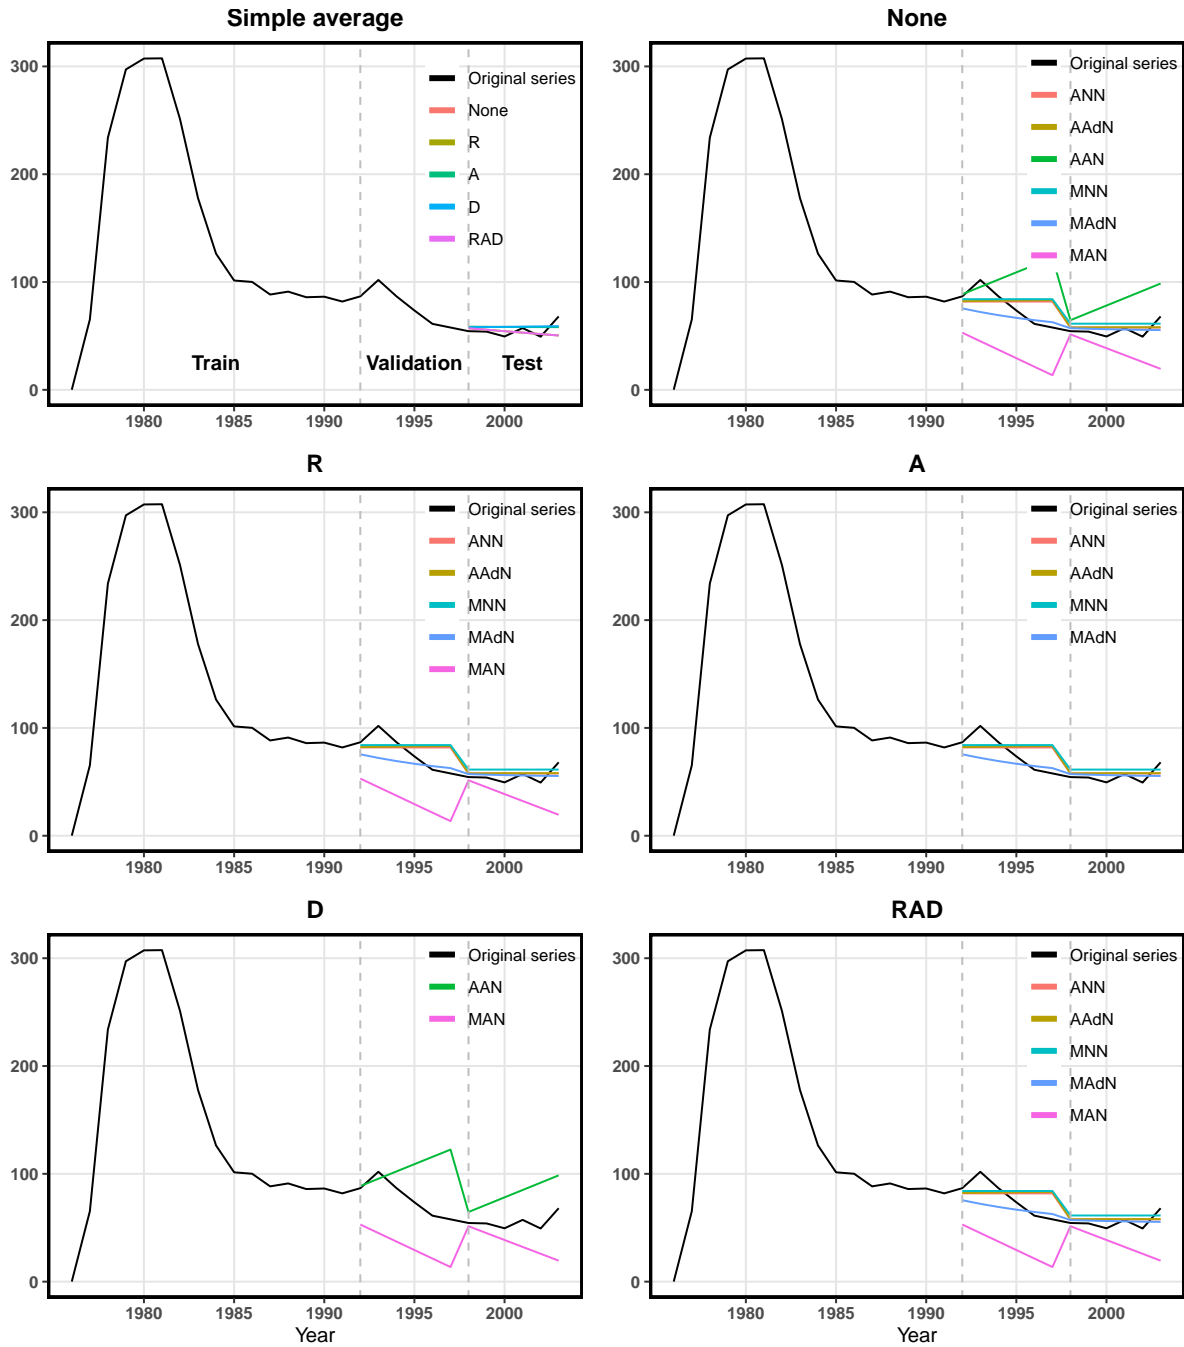 Simple average
300
200
100
0
Original series
None
R
A
D
RAD
Train
Validation
Test
1980
1985
1990
1995
2000
None
300
200
100
0
Original series
ANN
AAdN
AAN
MNN
MAdN
MAN
1980
1985
1990
1995
2000
R
300
200
100
0
Original series
ANN
AAdN
MNN
MAdN
MAN
1980
1985
1990
1995
2000
A
300
200
100
0
Original series
ANN
AAdN
MNN
MAdN
1980
1985
1990
1995
2000
D
300
200
100
0
Original series
AAN
MAN
1980
1985
1990
1995
2000
Year
RAD
300
200
100
0
Original series
ANN
AAdN
MNN
MAdN
MAN
1980
1985
1990
1995
2000
Year